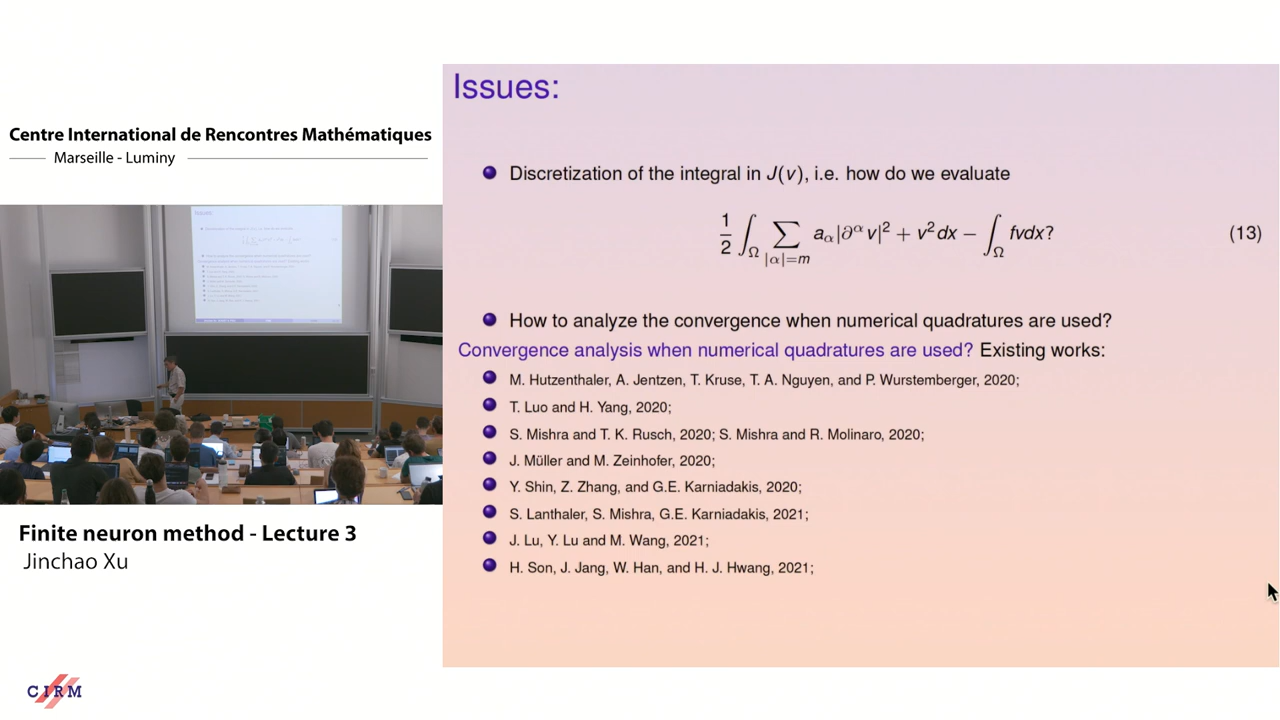 Centre International de Rencontres Mathématiques
Marseille - Luminy
Finite neuron method - Lecture 3
Jinchao Xu
CIRM
Issues:
Discretization of the integral in J(v), i.e. how do we evaluate
1/2 ∫_Ω ∑_{|α|=m} a_α|∂^α v|² + v² dx − ∫_Ω fvdx? (13)
How to analyze the convergence when numerical quadratures are used?
Convergence analysis when numerical quadratures are used? Existing works:
M. Hutzenthaler, A. Jentzen, T. Kruse, T. A. Nguyen, and P. Wurstemberger, 2020;
T. Luo and H. Yang, 2020;
S. Mishra and T. K. Rusch, 2020; S. Mishra and R. Molinaro, 2020;
J. Müller and M. Zeinhofer, 2020;
Y. Shin, Z. Zhang, and G.E. Karniadakis, 2020;
S. Lanthaler, S. Mishra, G.E. Karniadakis, 2021;
J. Lu, Y. Lu and M. Wang, 2021;
H. Son, J. Jang, W. Han, and H. J. Hwang, 2021;